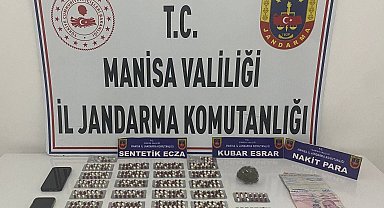 T.C.
MANİSA VALİLİĞİ
İL JANDARMA KOMUTANLIĞI
SENTETİK ECZA
KUBAR ESRAR
NAKİT PARA
JANDARMA